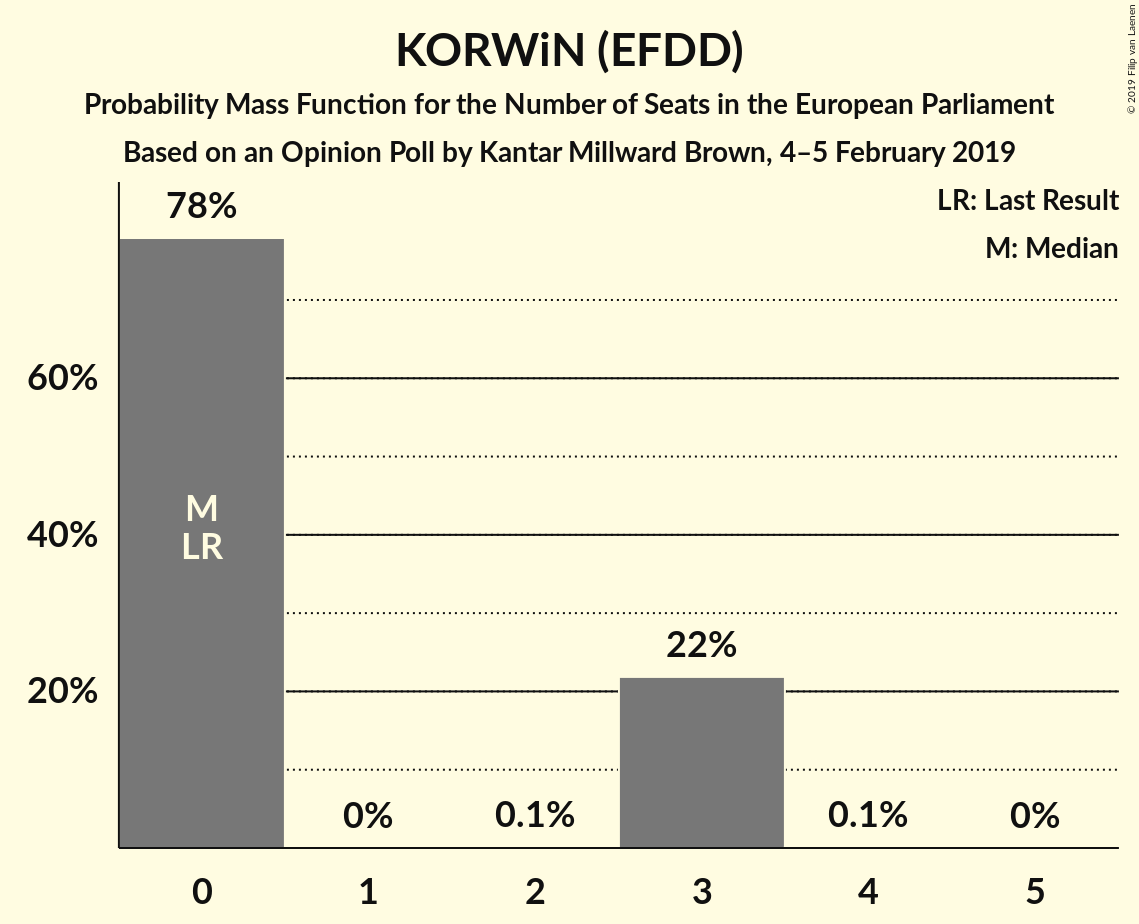 KORWiN (EFDD)
Probability Mass Function for the Number of Seats in the European Parliament
Based on an Opinion Poll by Kantar Millward Brown, 4–5 February 2019
© 2019 Filip van Laenen
LR: Last Result
M: Median
78%
60%
M
40%
LR
22%
20%
0%
0.1%
0.1%
0%
0
1
2
3
4
5